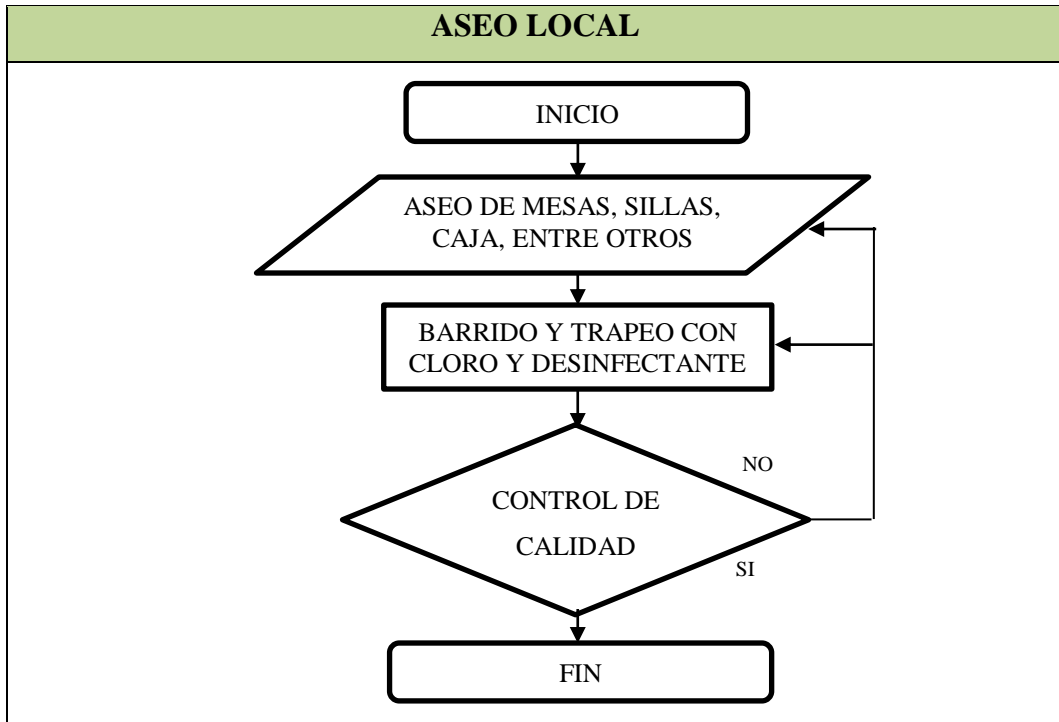 ASEO LOCAL
INICIO
ASEO DE MESAS, SILLAS,
CAJA, ENTRE OTROS
BARRIDO Y TRAPEO CON
CLORO Y DESINFECTANTE
NO
CONTROL DE
CALIDAD
SI
FIN